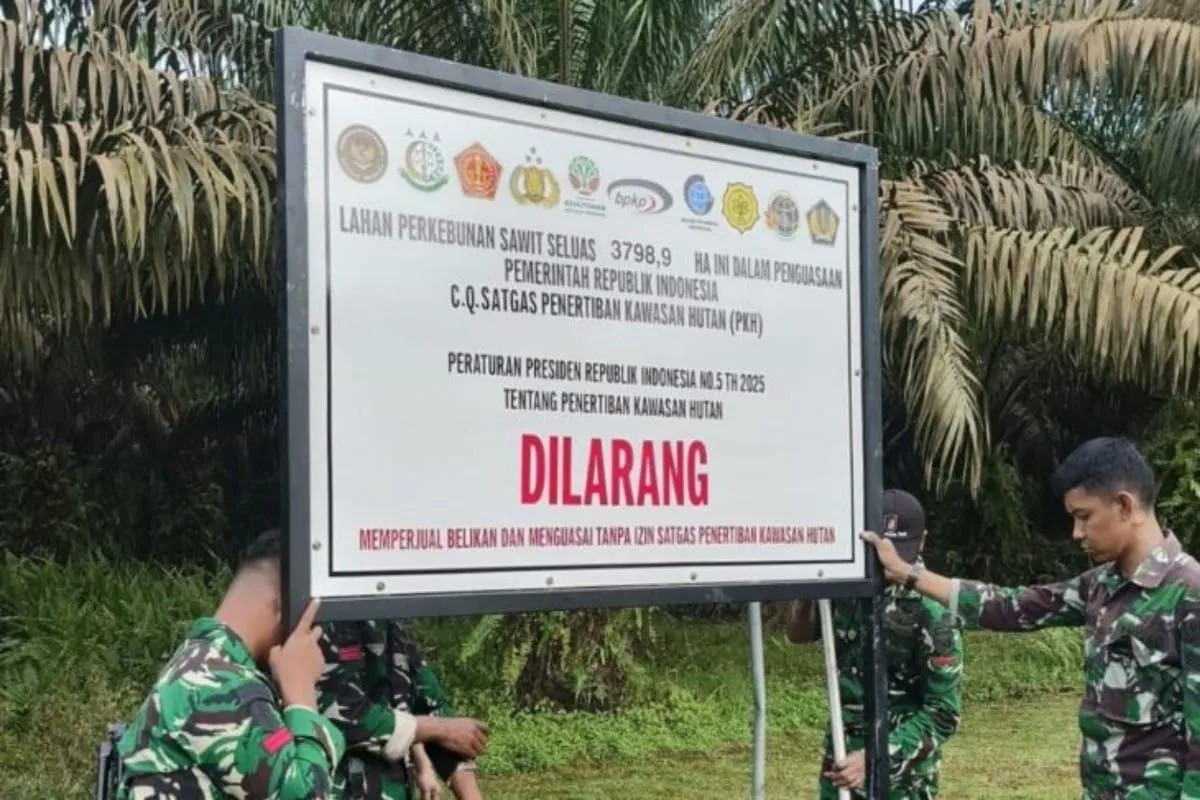 bpkp
LAHAN PERKEBUNAN SAWIT SELUAS 3798,9 HA INI DALAM PENGUASAAN
PEMERINTAH REPUBLIK INDONESIA
C.Q.SATGAS PENERTIBAN KAWASAN HUTAN (PKH)
PERATURAN PRESIDEN REPUBLIK INDONESIA NO.5 TH 2025
TENTANG PENERTIBAN KAWASAN HUTAN
DILARANG
MEMPERJUAL BELIKAN DAN MENGUASAI TANPA IZIN SATGAS PENERTIBAN KAWASAN HUTAN